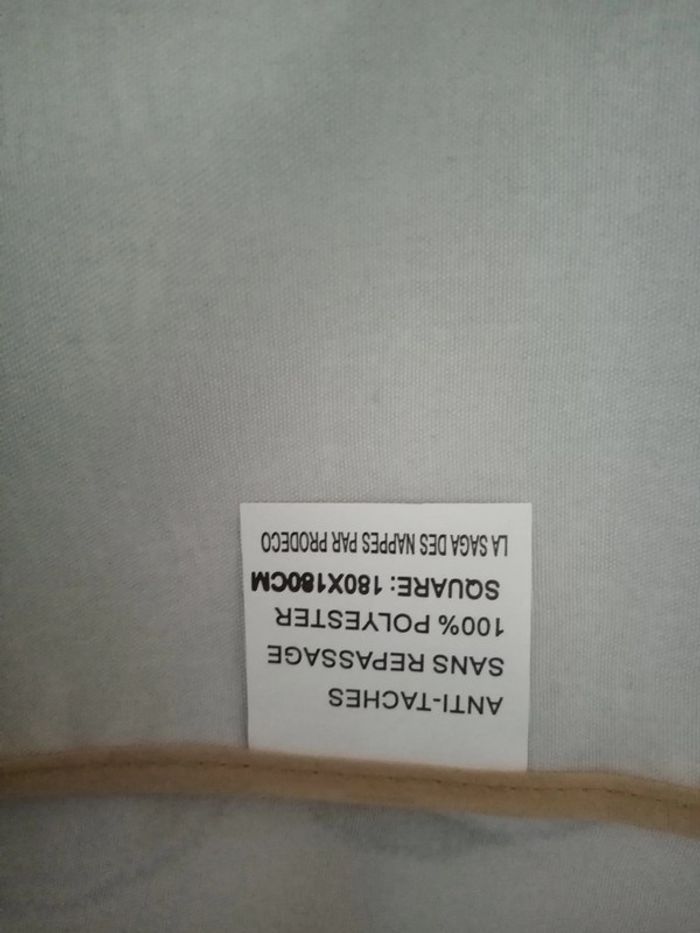 ANTI-TACHES
SANS REPASSAGE
100% POLYESTER
SQUARE: 180X180CM
LA SAGA DES NAPPES PAR PRODECO